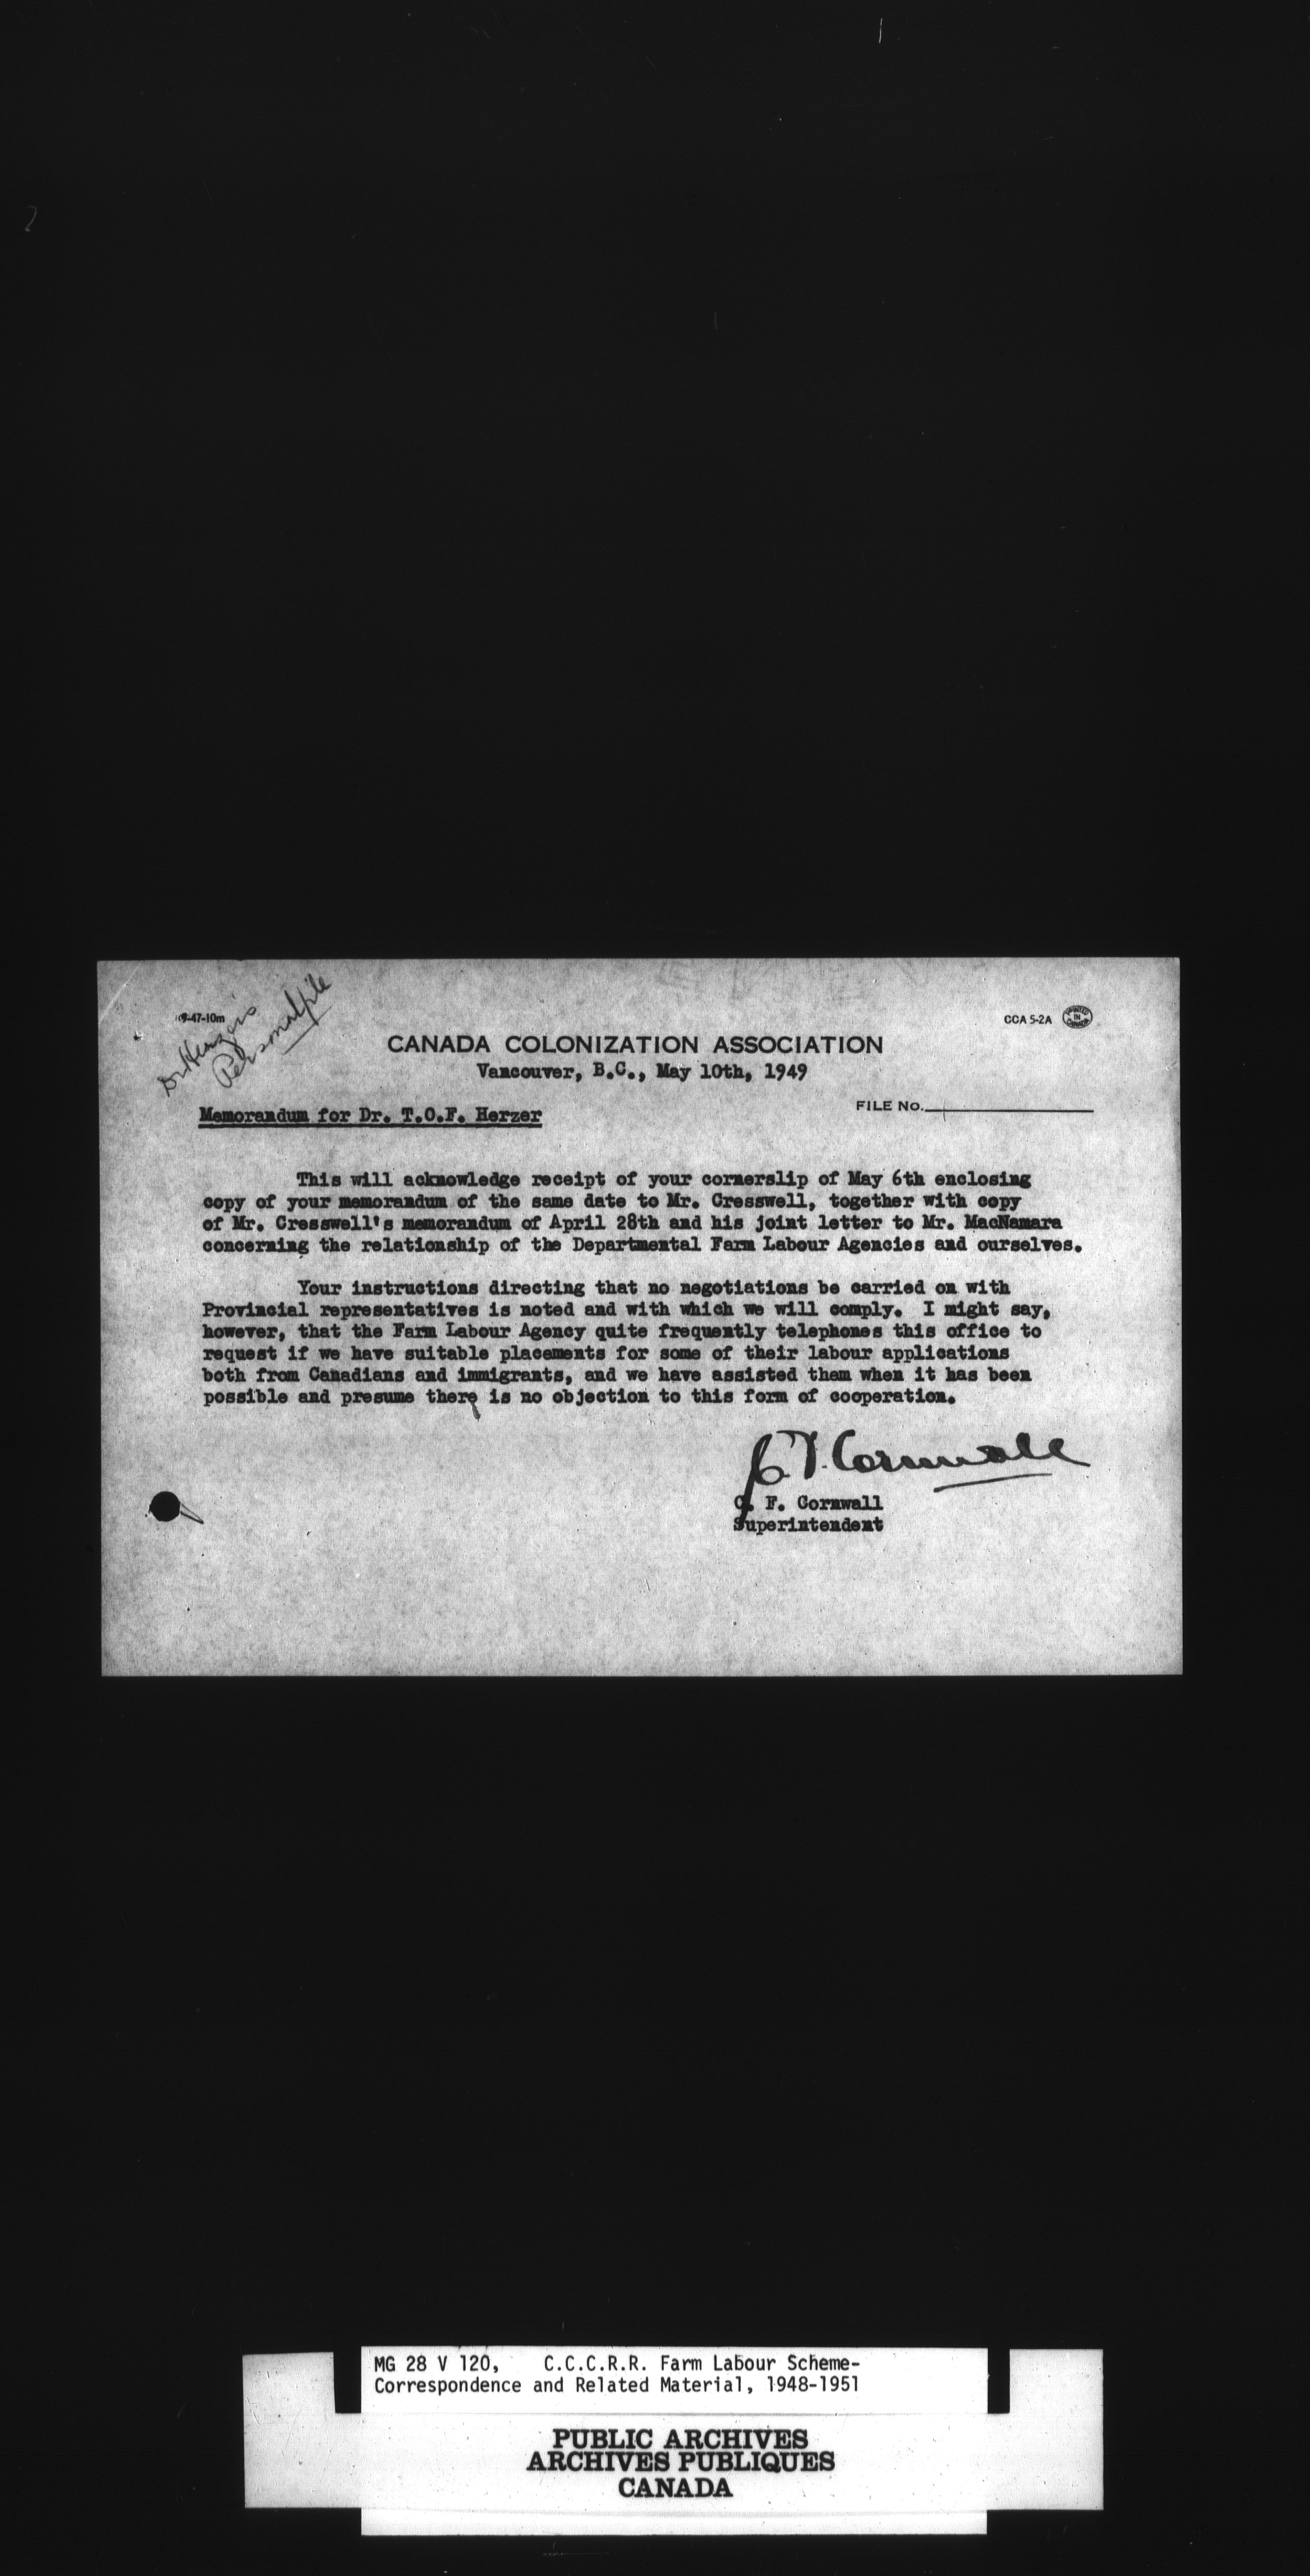 Dr Herzer's
Personal file
9-47-10m
CCA 5-2A
PRINTED IN CANADA
CANADA COLONIZATION ASSOCIATION
Vancouver, B.C., May 10th, 1949
FILE No.
Memorandum for Dr. T.O.F. Herzer
This will acknowledge receipt of your cornerslip of May 6th enclosing
copy of your memorandum of the same date to Mr. Cresswell, together with copy
of Mr. Cresswell's memorandum of April 28th and his joint letter to Mr. MacNamara
concerning the relationship of the Departmental Farm Labour Agencies and ourselves.
Your instructions directing that no negotiations be carried on with
Provincial representatives is noted and with which we will comply. I might say,
however, that the Farm Labour Agency quite frequently telephones this office to
request if we have suitable placements for some of their labour applications
both from Canadians and immigrants, and we have assisted them when it has been
possible and presume there is no objection to this form of cooperation.
C. F. Cornwall
C. F. Cornwall
Superintendent
MG 28 V 120, C.C.C.R.R. Farm Labour Scheme-
Correspondence and Related Material, 1948-1951
PUBLIC ARCHIVES
ARCHIVES PUBLIQUES
CANADA